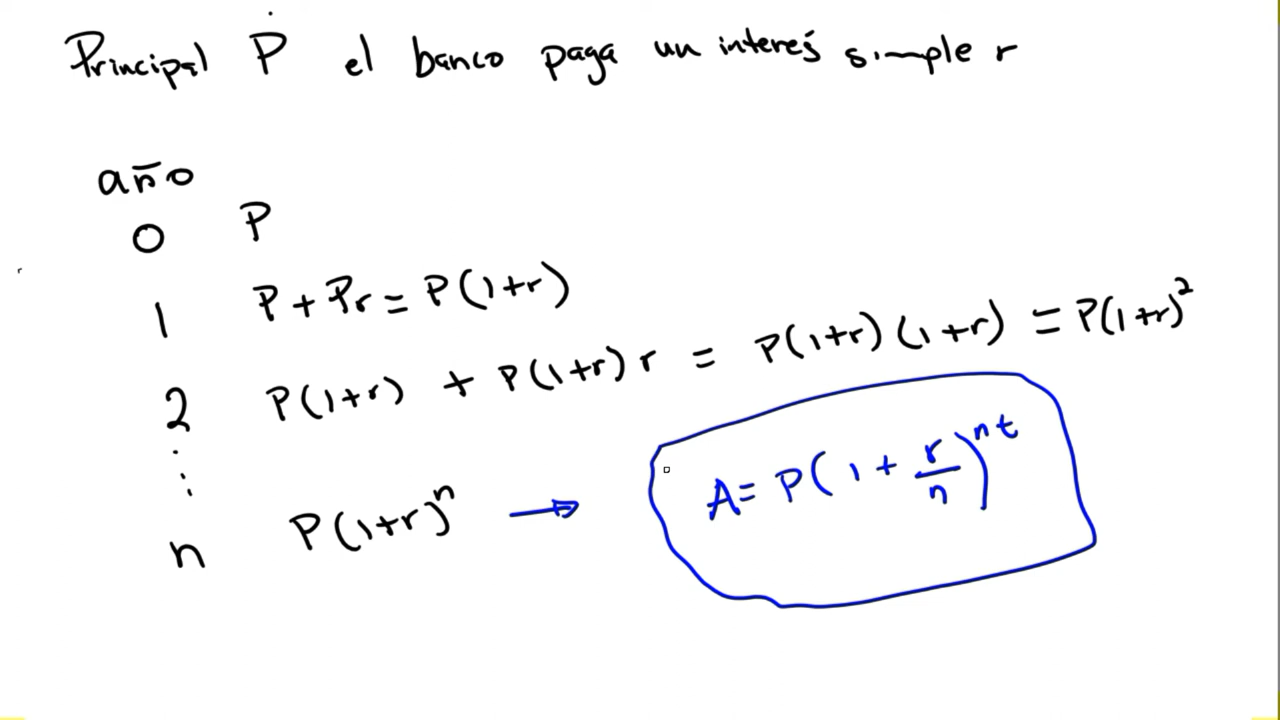 Principal P el banco paga un interés simple r
año
0 P
1 P + Pr = P(1+r)
2 P(1+r) + P(1+r) r = P(1+r)(1+r) = P(1+r)²
⋮
n P(1+r)ⁿ → A = P(1 + r/n)^{nt}